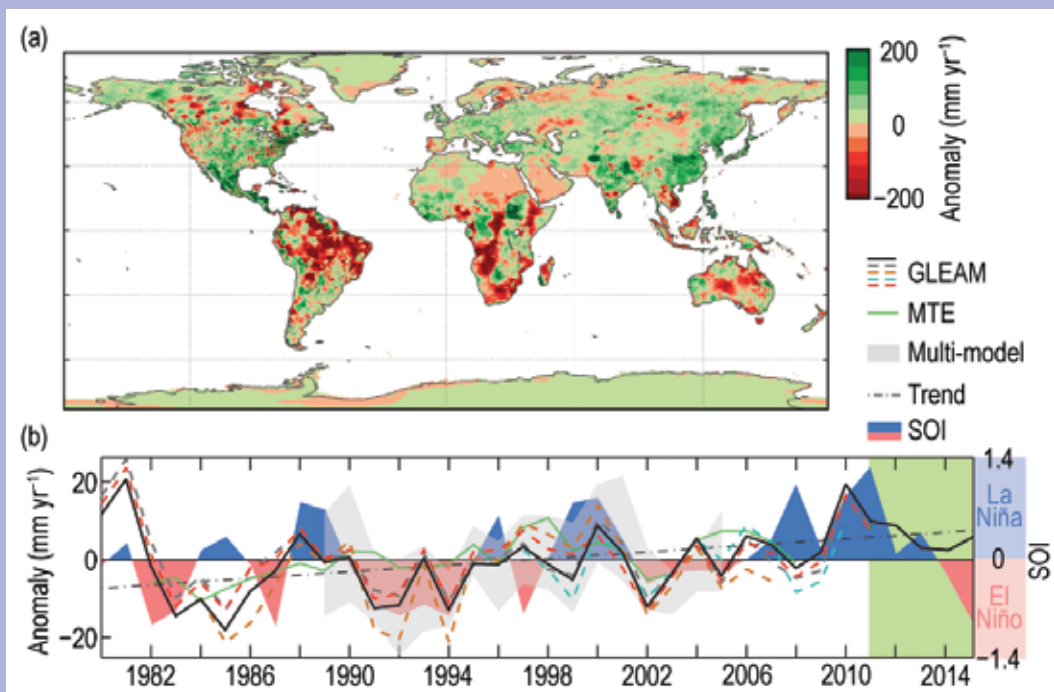 (a)
200
0
−200
Anomaly (mm yr⁻¹)
GLEAM
MTE
Multi-model
Trend
SOI
(b)
Anomaly (mm yr⁻¹)
20
0
−20
1.4
La
Niña
0
El
Niño
−1.4
SOI
1982 1986 1990 1994 1998 2002 2006 2010 2014